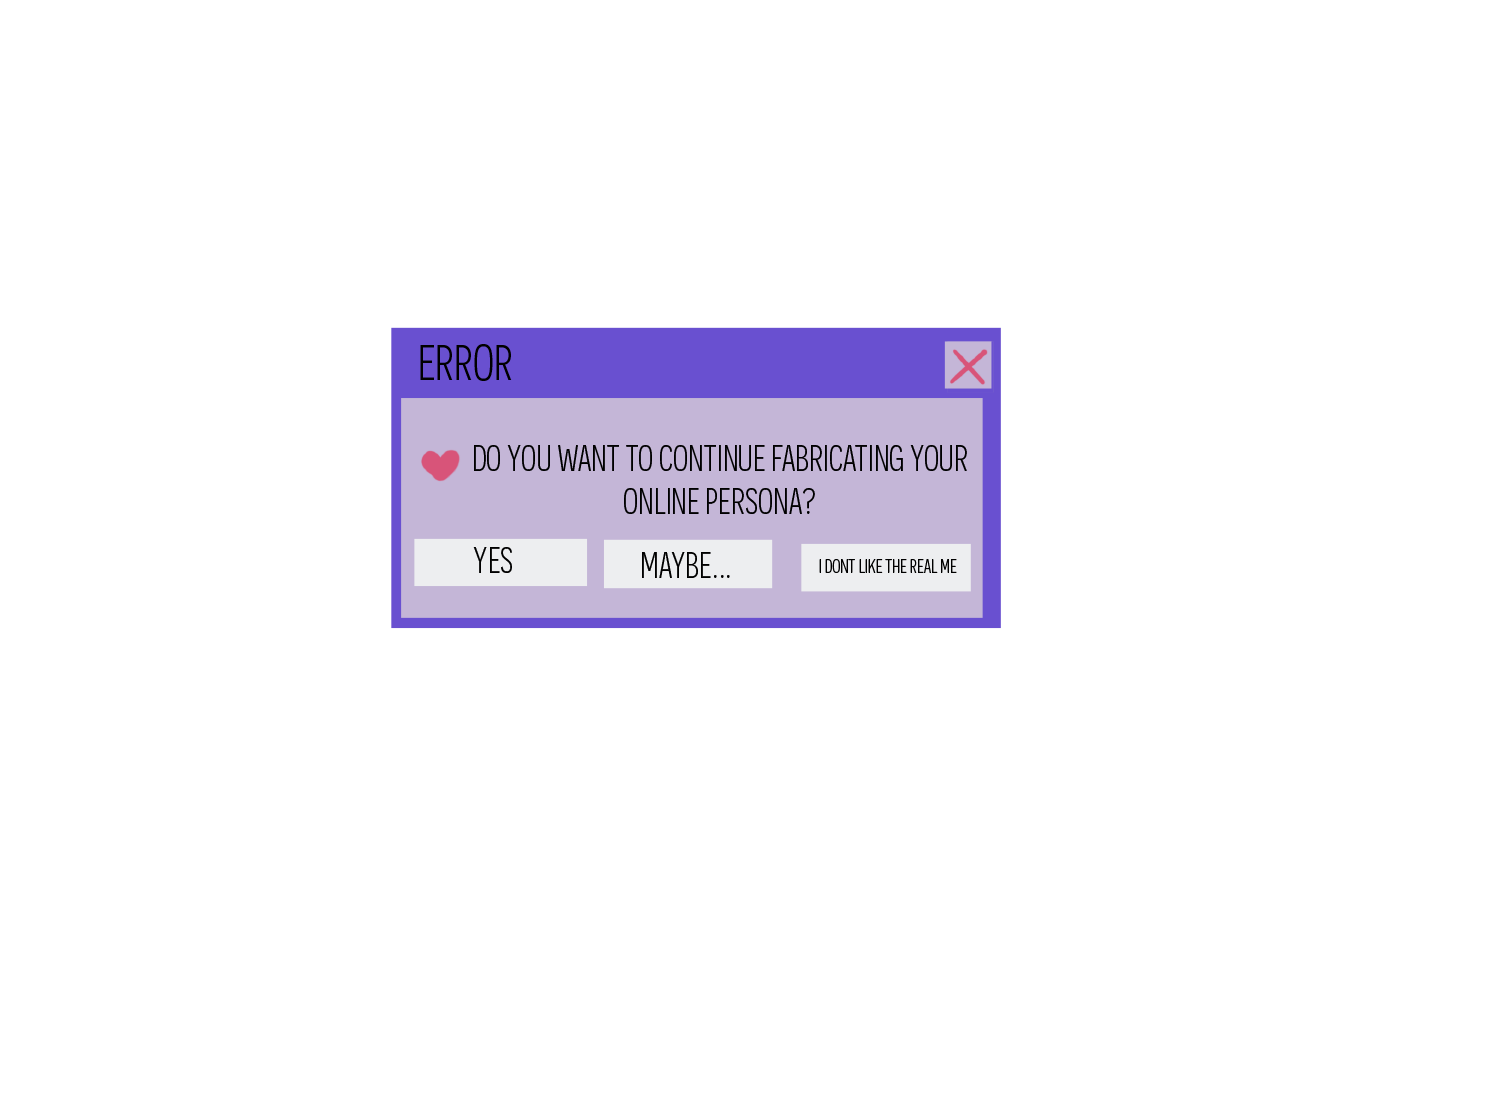 ERROR
DO YOU WANT TO CONTINUE FABRICATING YOUR
ONLINE PERSONA?
YES
MAYBE...
I DONT LIKE THE REAL ME